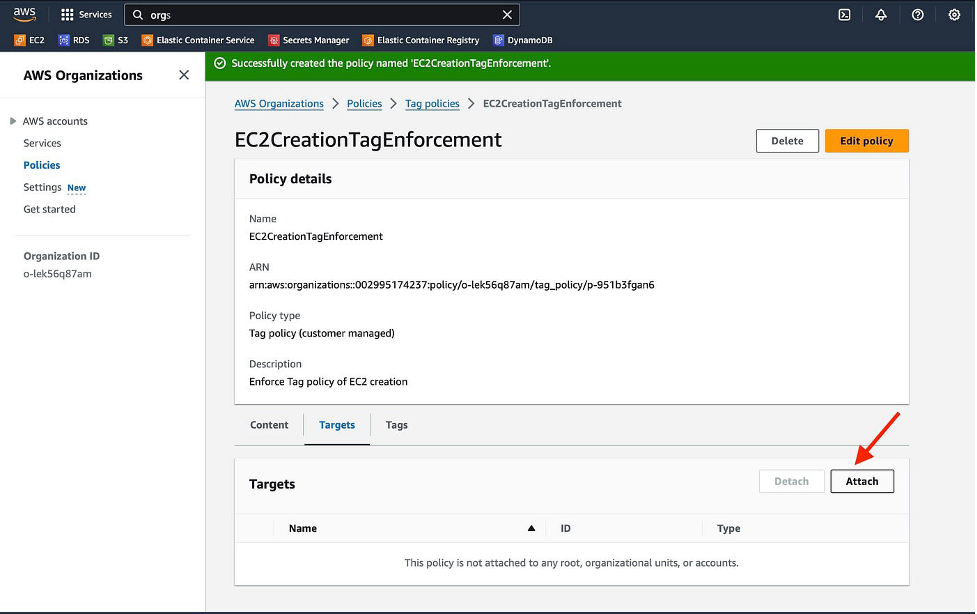 aws Services orgs
EC2 RDS S3 Elastic Container Service Secrets Manager Elastic Container Registry DynamoDB
AWS Organizations
AWS accounts
Services
Policies
Settings New
Get started
Organization ID
o-lek56q87am
Successfully created the policy named 'EC2CreationTagEnforcement'.
AWS Organizations > Policies > Tag policies > EC2CreationTagEnforcement
EC2CreationTagEnforcement
Delete Edit policy
Policy details
Name
EC2CreationTagEnforcement
ARN
arn:aws:organizations::002995174237:policy/o-lek56q87am/tag_policy/p-951b3fgan6
Policy type
Tag policy (customer managed)
Description
Enforce Tag policy of EC2 creation
Content Targets Tags
Targets Detach Attach
Name ID Type
This policy is not attached to any root, organizational units, or accounts.